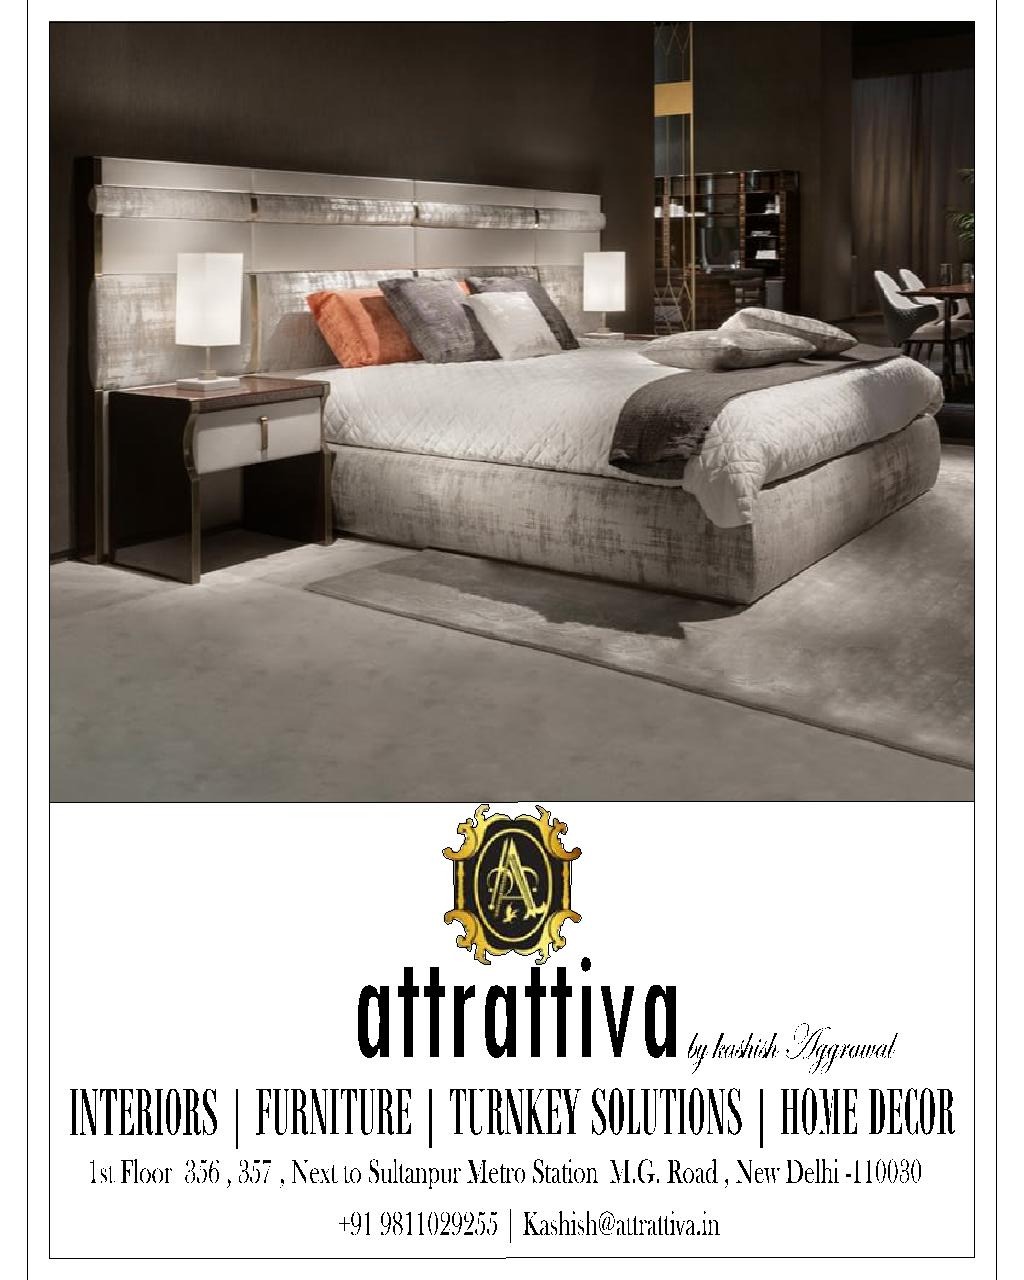 attrattiva by kashish Aggrawal
INTERIORS | FURNITURE | TURNKEY SOLUTIONS | HOME DECOR
1st Floor 356 , 357 , Next to Sultanpur Metro Station M.G. Road , New Delhi -110030
+91 9811029255 | Kashish@attrattiva.in